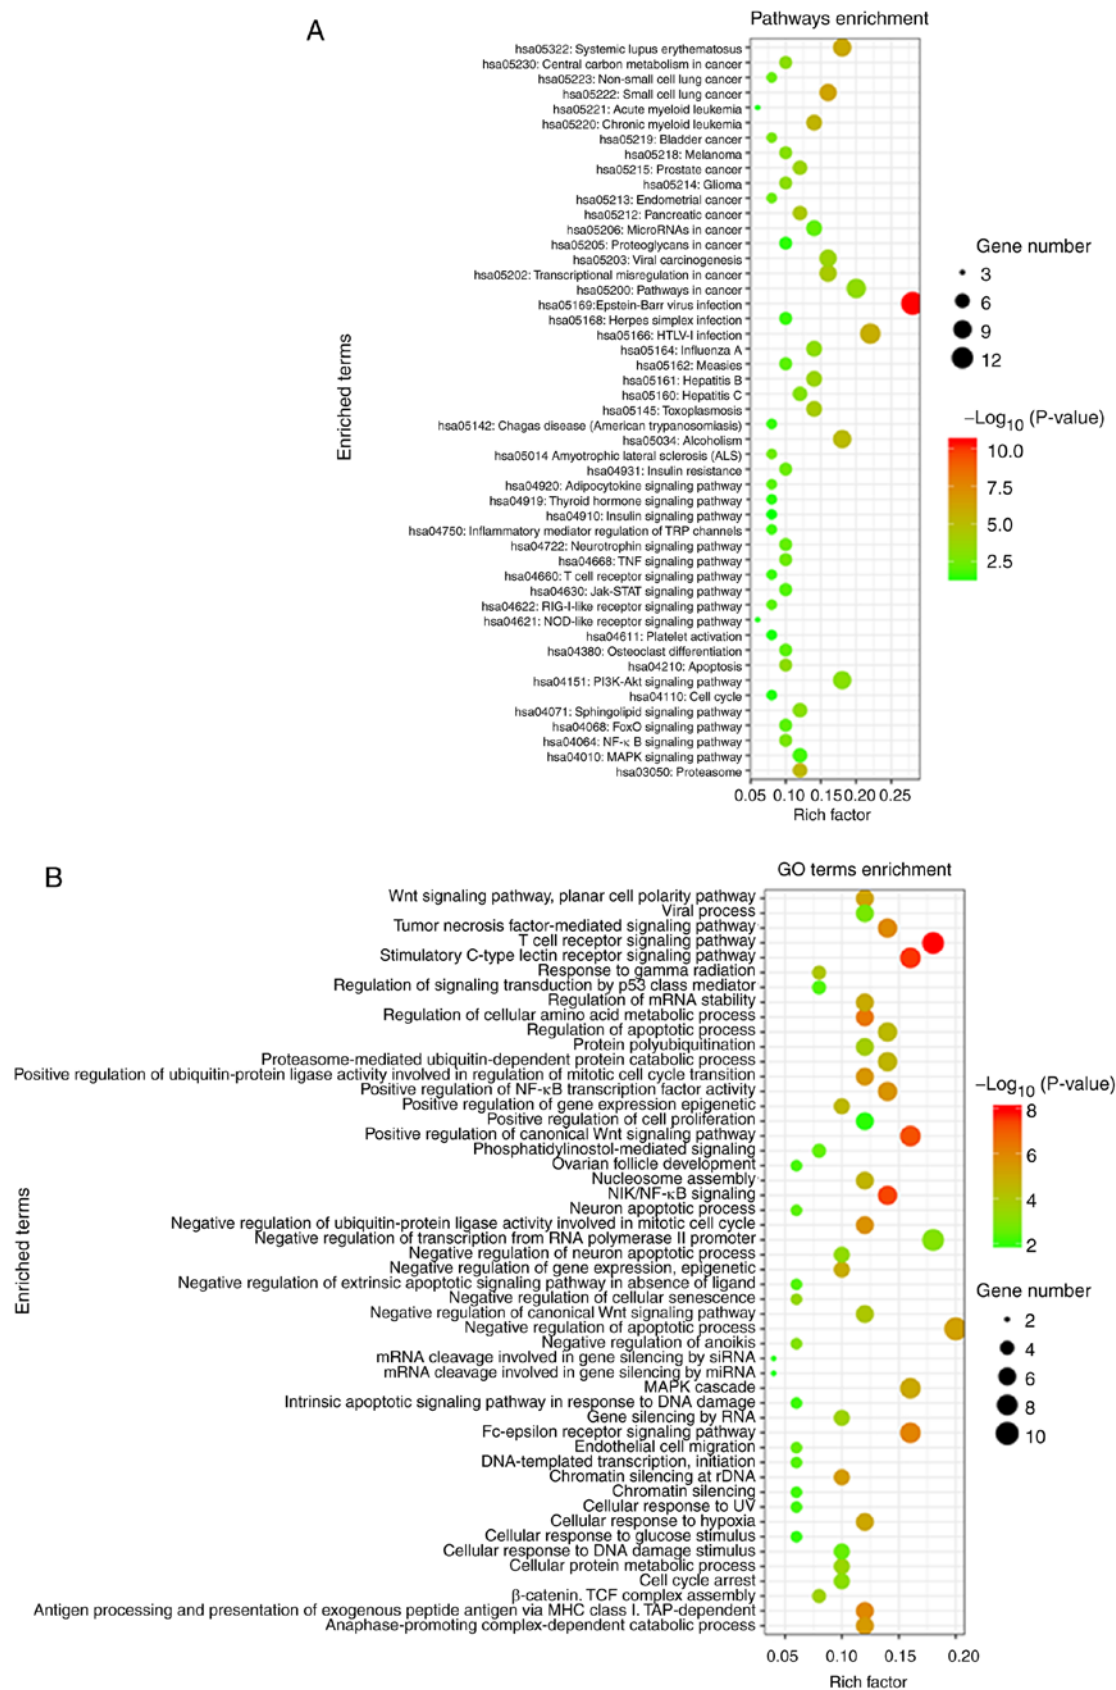 A
Pathways enrichment
Enriched terms
hsa05322: Systemic lupus erythematosus
hsa05230: Central carbon metabolism in cancer
hsa05223: Non-small cell lung cancer
hsa05222: Small cell lung cancer
hsa05221: Acute myeloid leukemia
hsa05220: Chronic myeloid leukemia
hsa05219: Bladder cancer
hsa05218: Melanoma
hsa05215: Prostate cancer
hsa05214: Glioma
hsa05213: Endometrial cancer
hsa05212: Pancreatic cancer
hsa05206: MicroRNAs in cancer
hsa05205: Proteoglycans in cancer
hsa05203: Viral carcinogenesis
hsa05202: Transcriptional misregulation in cancer
hsa05200: Pathways in cancer
hsa05169:Epstein-Barr virus infection
hsa05168: Herpes simplex infection
hsa05166: HTLV-I infection
hsa05164: Influenza A
hsa05162: Measies
hsa05161: Hepatitis B
hsa05160: Hepatitis C
hsa05145: Toxoplasmosis
hsa05142: Chagas disease (American trypanosomiasis)
hsa05034: Alcoholism
hsa05014 Amyotrophic lateral sclerosis (ALS)
hsa04931: Insulin resistance
hsa04920: Adipocytokine signaling pathway
hsa04919: Thyroid hormone signaling pathway
hsa04910: Insulin signaling pathway
hsa04750: Inflammatory mediator regulation of TRP channels
hsa04722: Neurotrophin signaling pathway
hsa04668: TNF signaling pathway
hsa04660: T cell receptor signaling pathway
hsa04630: Jak-STAT signaling pathway
hsa04622: RIG-I-like receptor signaling pathway
hsa04621: NOD-like receptor signaling pathway
hsa04611: Platelet activation
hsa04380: Osteoclast differentiation
hsa04210: Apoptosis
hsa04151: PI3K-Akt signaling pathway
hsa04110: Cell cycle
hsa04071: Sphingolipid signaling pathway
hsa04068: FoxO signaling pathway
hsa04064: NF-κ B signaling pathway
hsa04010: MAPK signaling pathway
hsa03050: Proteasome
0.05 0.10 0.15 0.20 0.25
Rich factor
Gene number
3
6
9
12
−Log10 (P-value)
10.0
7.5
5.0
2.5
B
GO terms enrichment
Enriched terms
Wnt signaling pathway, planar cell polarity pathway
Viral process
Tumor necrosis factor-mediated signaling pathway
T cell receptor signaling pathway
Stimulatory C-type lectin receptor signaling pathway
Response to gamma radiation
Regulation of signaling transduction by p53 class mediator
Regulation of mRNA stability
Regulation of cellular amino acid metabolic process
Regulation of apoptotic process
Protein polyubiquitination
Proteasome-mediated ubiquitin-dependent protein catabolic process
Positive regulation of ubiquitin-protein ligase activity involved in regulation of mitotic cell cycle transition
Positive regulation of NF-κB transcription factor activity
Positive regulation of gene expression epigenetic
Positive regulation of cell proliferation
Positive regulation of canonical Wnt signaling pathway
Phosphatidylinostol-mediated signaling
Ovarian follicle development
Nucleosome assembly
NIK/NF-κB signaling
Neuron apoptotic process
Negative regulation of ubiquitin-protein ligase activity involved in mitotic cell cycle
Negative regulation of transcription from RNA polymerase II promoter
Negative regulation of neuron apoptotic process
Negative regulation of gene expression, epigenetic
Negative regulation of extrinsic apoptotic signaling pathway in absence of ligand
Negative regulation of cellular senescence
Negative regulation of canonical Wnt signaling pathway
Negative regulation of apoptotic process
Negative regulation of anoikis
mRNA cleavage involved in gene silencing by siRNA
mRNA cleavage involved in gene silencing by miRNA
MAPK cascade
Intrinsic apoptotic signaling pathway in response to DNA damage
Gene silencing by RNA
Fc-epsilon receptor signaling pathway
Endothelial cell migration
DNA-templated transcription, initiation
Chromatin silencing at rDNA
Chromatin silencing
Cellular response to UV
Cellular response to hypoxia
Cellular response to glucose stimulus
Cellular response to DNA damage stimulus
Cellular protein metabolic process
Cell cycle arrest
β-catenin. TCF complex assembly
Antigen processing and presentation of exogenous peptide antigen via MHC class I. TAP-dependent
Anaphase-promoting complex-dependent catabolic process
0.05 0.10 0.15 0.20
Rich factor
−Log10 (P-value)
8
6
4
2
Gene number
2
4
6
8
10